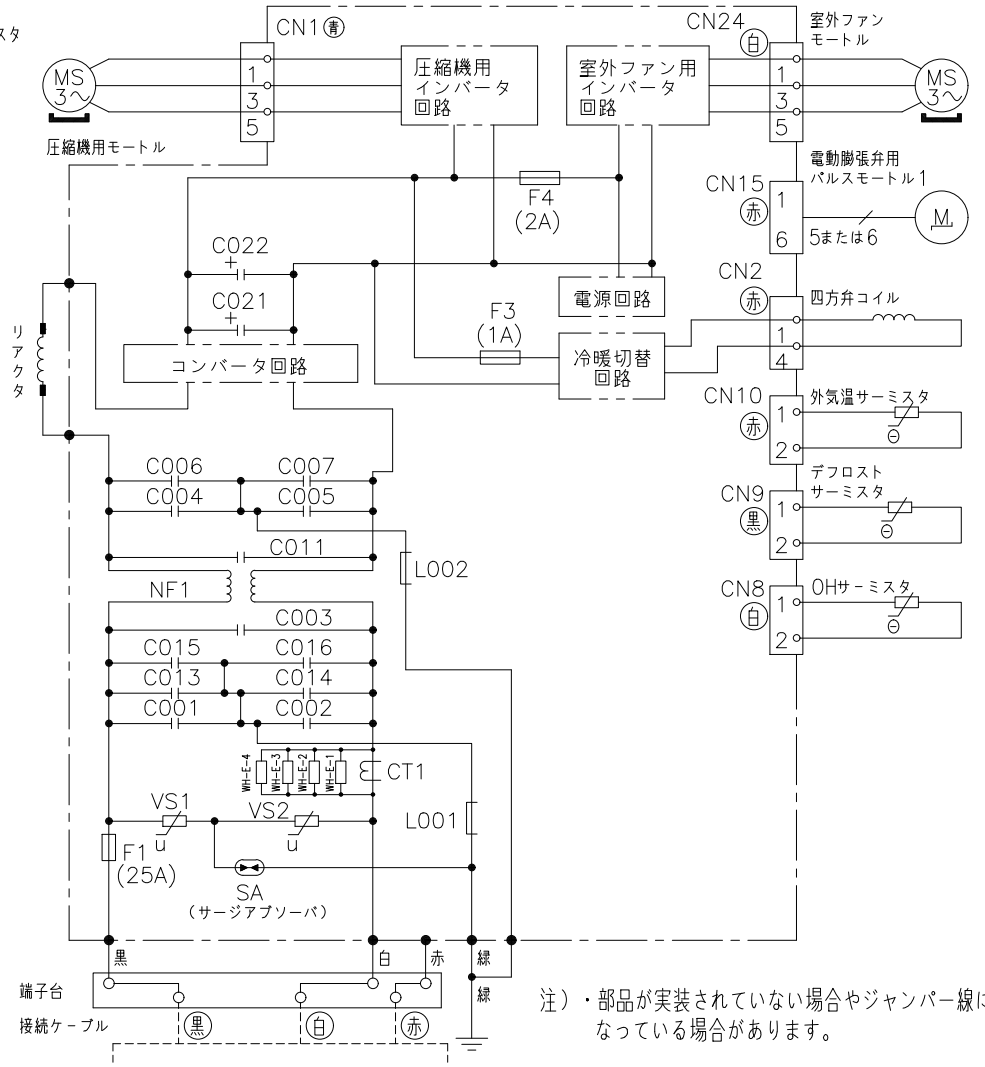 スタ
CN1 青
CN24
白
室外ファン
モートル
MS
3〜
1
3
5
圧縮機用
インバータ
回路
室外ファン用
インバータ
回路
1
3
5
MS
3〜
圧縮機用モートル
電動膨張弁用
パルスモートル1
CN15
赤
1
6
M
5または6
F4
(2A)
C022
+
C021
+
電源回路
CN2
赤
1
4
四方弁コイル
リアクタ
コンバータ回路
F3
(1A)
冷暖切替
回路
CN10
赤
1
2
外気温サーミスタ
Θ
C006
C007
C004
C005
デフロスト
サーミスタ
CN9
黒
1
2
Θ
C011
L002
NF1
CN8
白
1
2
OHサーミスタ
Θ
C003
C015
C016
C013
C014
C001
C002
WH-E-4
WH-E-3
WH-E-2
WH-E-1
CT1
VS1
u
VS2
u
L001
F1
(25A)
SA
(サージアブソーバ)
黒
白
赤
緑
緑
端子台
接続ケーブル
黒
白
赤
注)・部品が実装されていない場合やジャンパー線に
なっている場合があります。